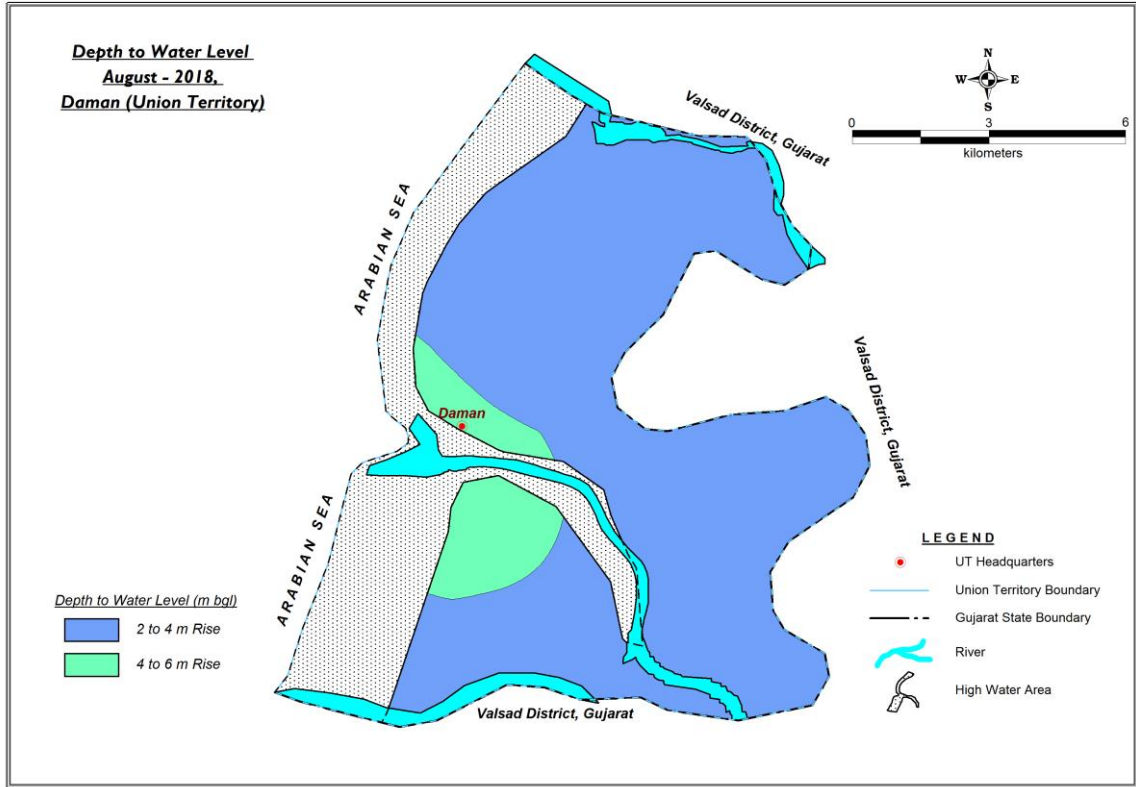 Depth to Water Level
August - 2018,
Daman (Union Territory)
N
W E
S
0 3 6
kilometers
Valsad District, Gujarat
ARABIAN SEA
Daman
Valsad District, Gujarat
ARABIAN SEA
Valsad District, Gujarat
Depth to Water Level (m bgl)
2 to 4 m Rise
4 to 6 m Rise
LEGEND
UT Headquarters
Union Territory Boundary
Gujarat State Boundary
River
High Water Area